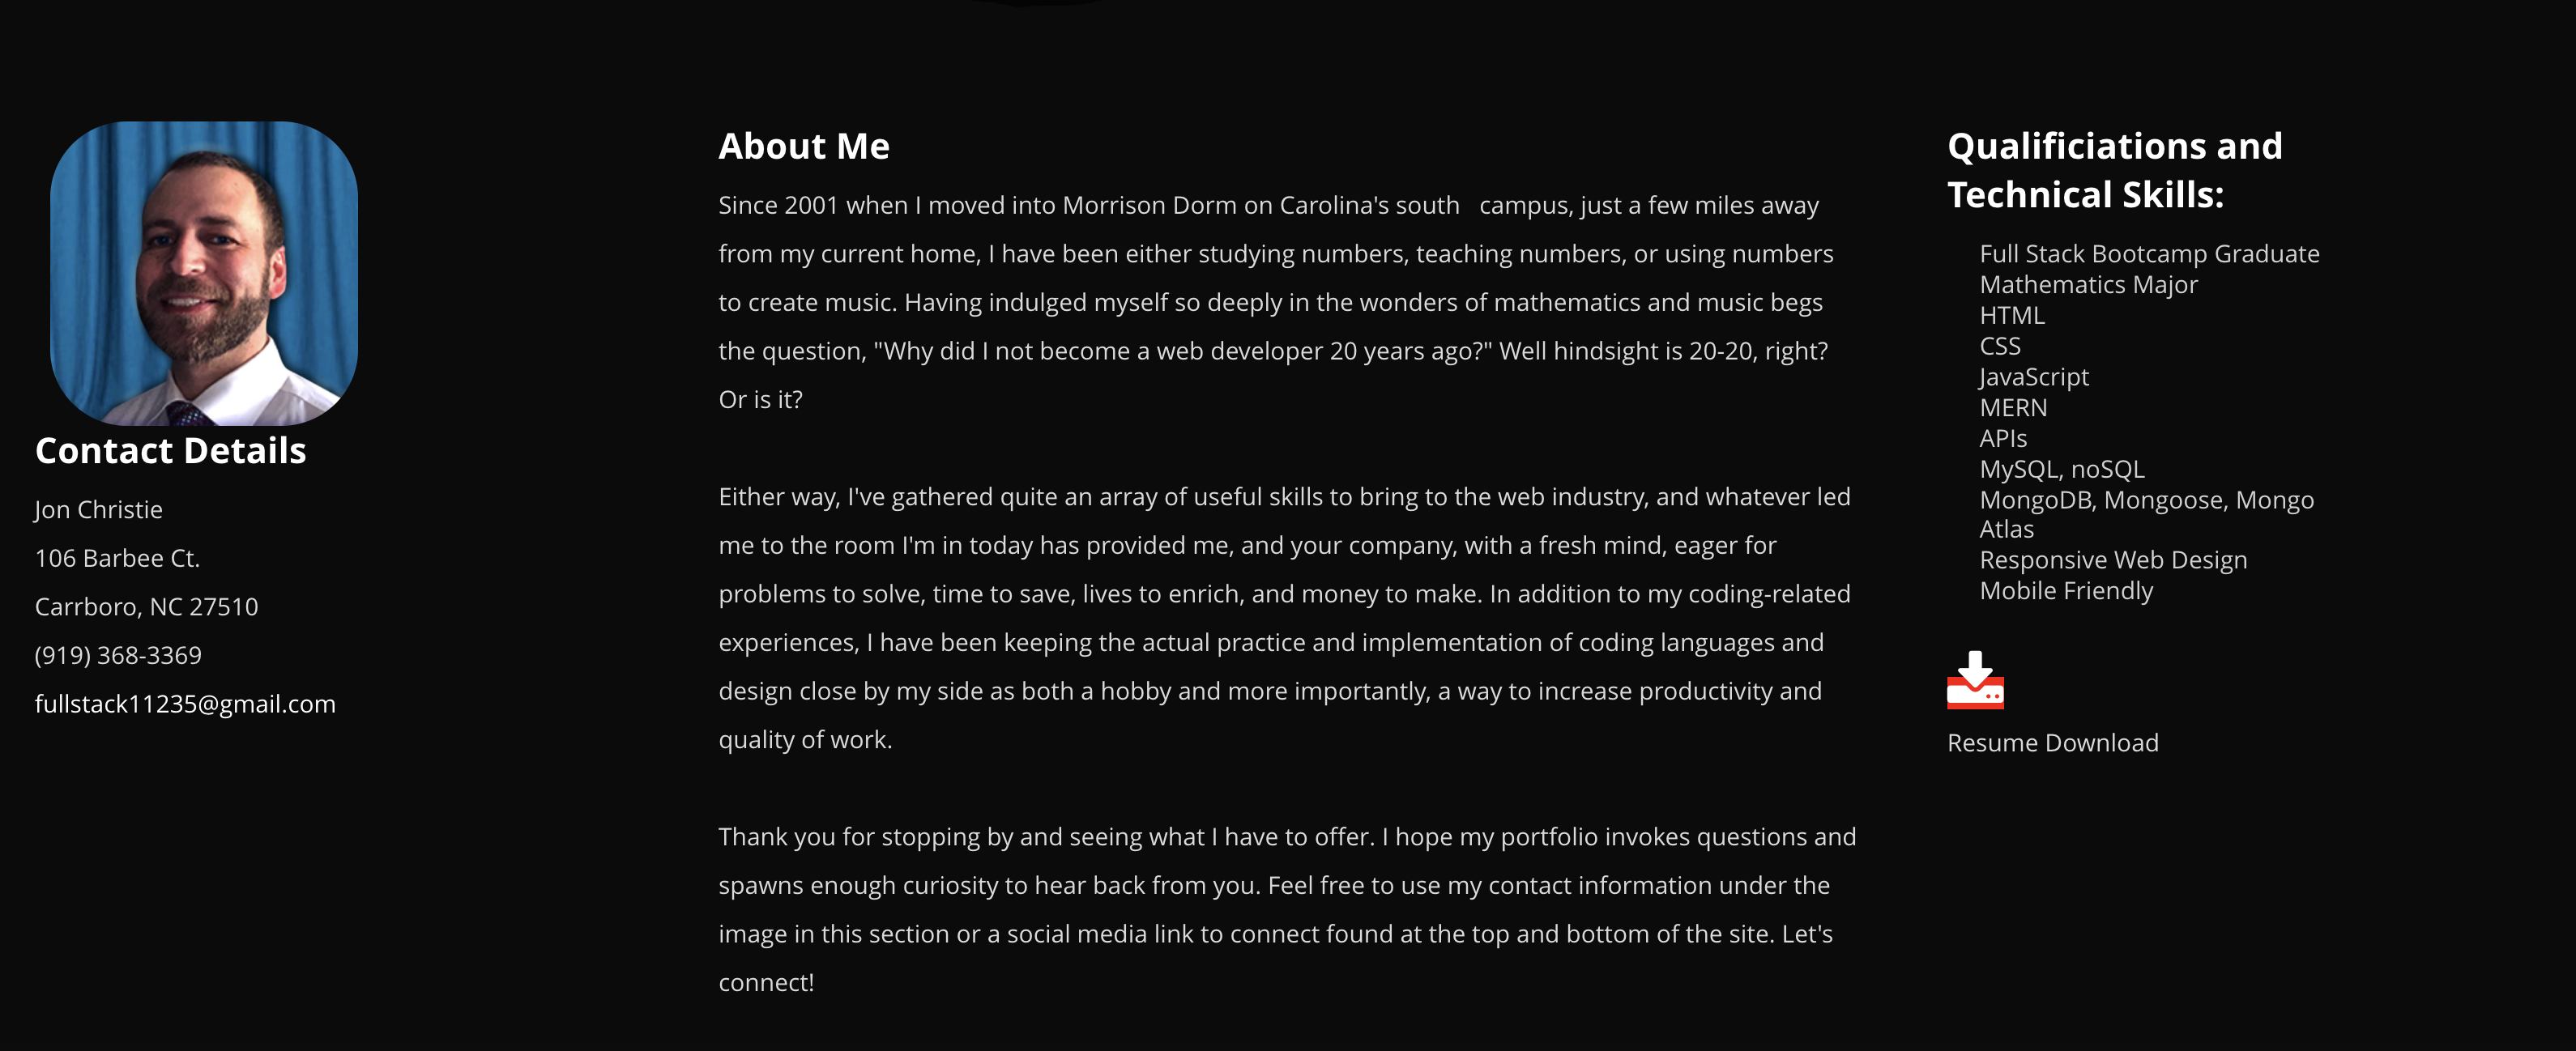 Contact Details
Jon Christie
106 Barbee Ct.
Carrboro, NC 27510
(919) 368-3369
fullstack11235@gmail.com
About Me
Since 2001 when I moved into Morrison Dorm on Carolina's south   campus, just a few miles away
from my current home, I have been either studying numbers, teaching numbers, or using numbers
to create music. Having indulged myself so deeply in the wonders of mathematics and music begs
the question, "Why did I not become a web developer 20 years ago?" Well hindsight is 20-20, right?
Or is it?
Either way, I've gathered quite an array of useful skills to bring to the web industry, and whatever led
me to the room I'm in today has provided me, and your company, with a fresh mind, eager for
problems to solve, time to save, lives to enrich, and money to make. In addition to my coding-related
experiences, I have been keeping the actual practice and implementation of coding languages and
design close by my side as both a hobby and more importantly, a way to increase productivity and
quality of work.
Thank you for stopping by and seeing what I have to offer. I hope my portfolio invokes questions and
spawns enough curiosity to hear back from you. Feel free to use my contact information under the
image in this section or a social media link to connect found at the top and bottom of the site. Let's
connect!
Qualificiations and
Technical Skills:
Full Stack Bootcamp Graduate
Mathematics Major
HTML
CSS
JavaScript
MERN
APIs
MySQL, noSQL
MongoDB, Mongoose, Mongo
Atlas
Responsive Web Design
Mobile Friendly
Resume Download